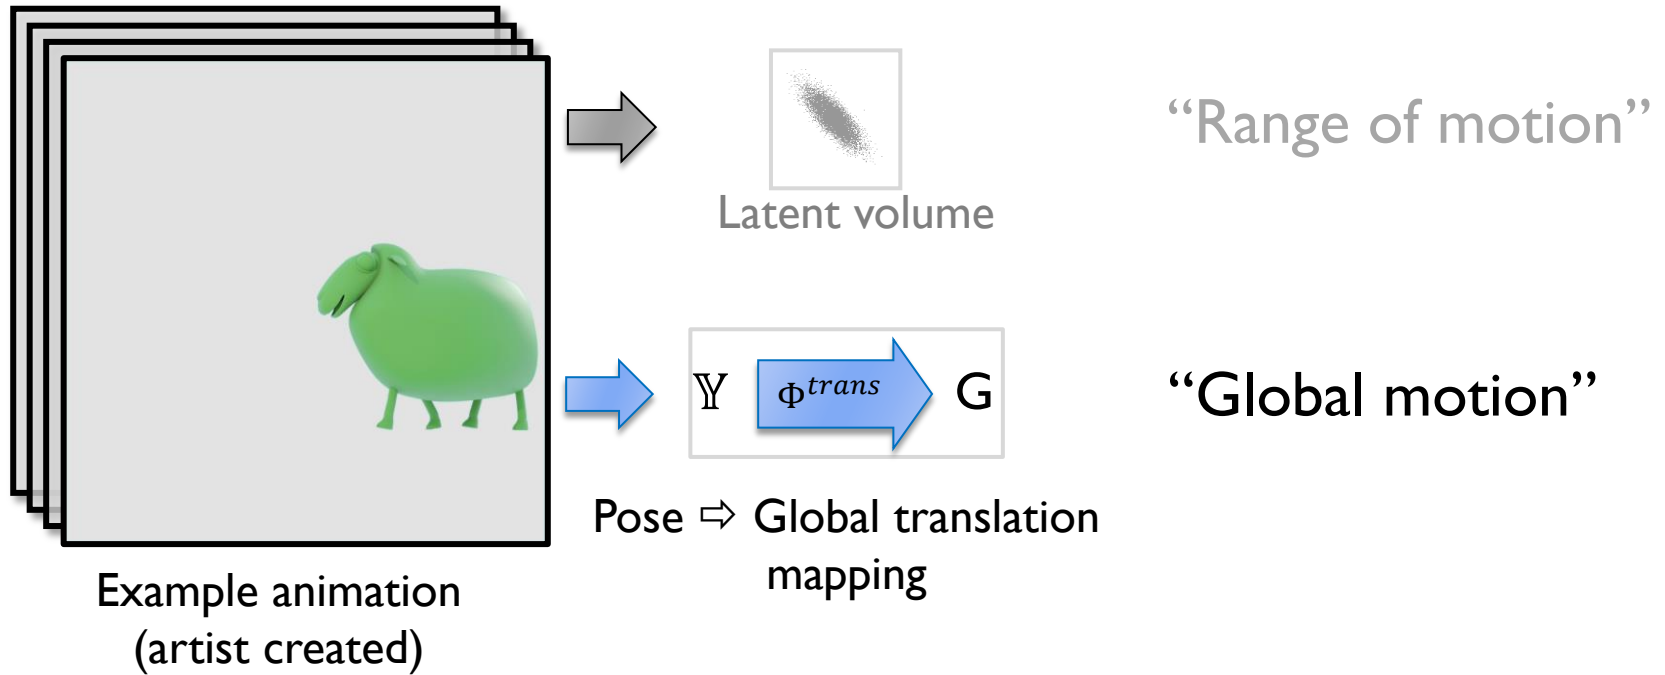 “Range of motion”
Latent volume
𝕐 Φ^trans G
“Global motion”
Pose ⇨ Global translation
mapping
Example animation
(artist created)